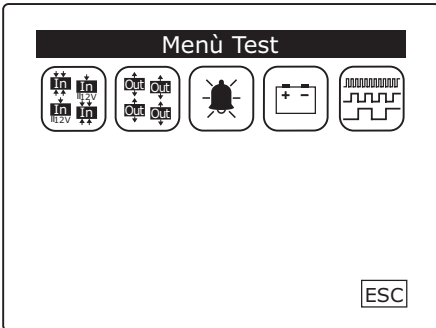 Menù Test
In In 12V In 12V In
Out Out Out Out
+ -
ESC